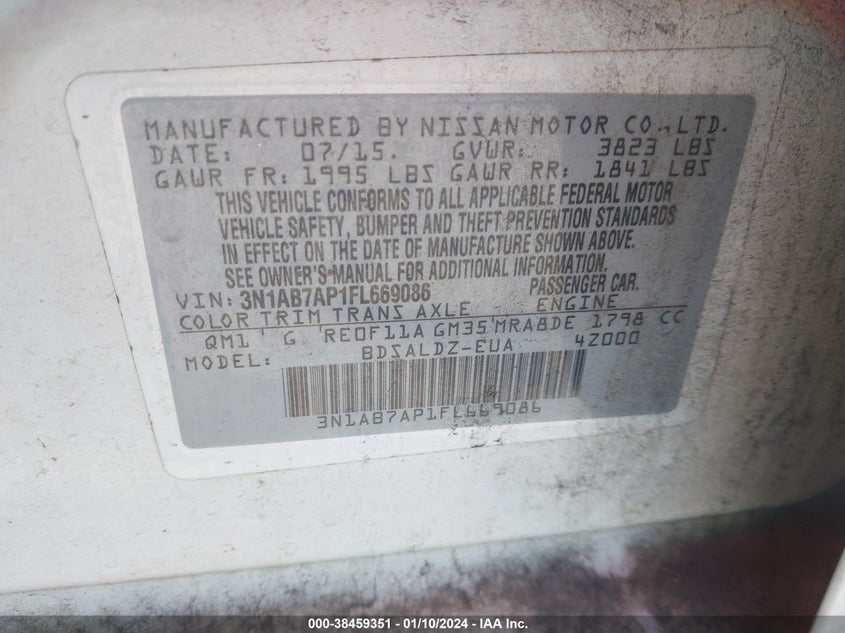 MANUFACTURED BY NISSAN MOTOR CO., LTD.
DATE: 07/15. GVWR: 3823 LBS
GAWR FR: 1995 LBS GAWR RR: 1841 LBS
THIS VEHICLE CONFORMS TO ALL APPLICABLE FEDERAL MOTOR
VEHICLE SAFETY, BUMPER AND THEFT PREVENTION STANDARDS
IN EFFECT ON THE DATE OF MANUFACTURE SHOWN ABOVE.
SEE OWNER'S MANUAL FOR ADDITIONAL INFORMATION.
VIN: 3N1AB7AP1FL669086 PASSENGER CAR.
COLOR TRIM TRANS AXLE ENGINE
QM1 G RE0F11A GM35 MRA8DE 1798 CC
MODEL: BDSALDZ-EUA 4Z000
3N1AB7AP1FL669086
000-38459351 - 01/10/2024 - IAA Inc.